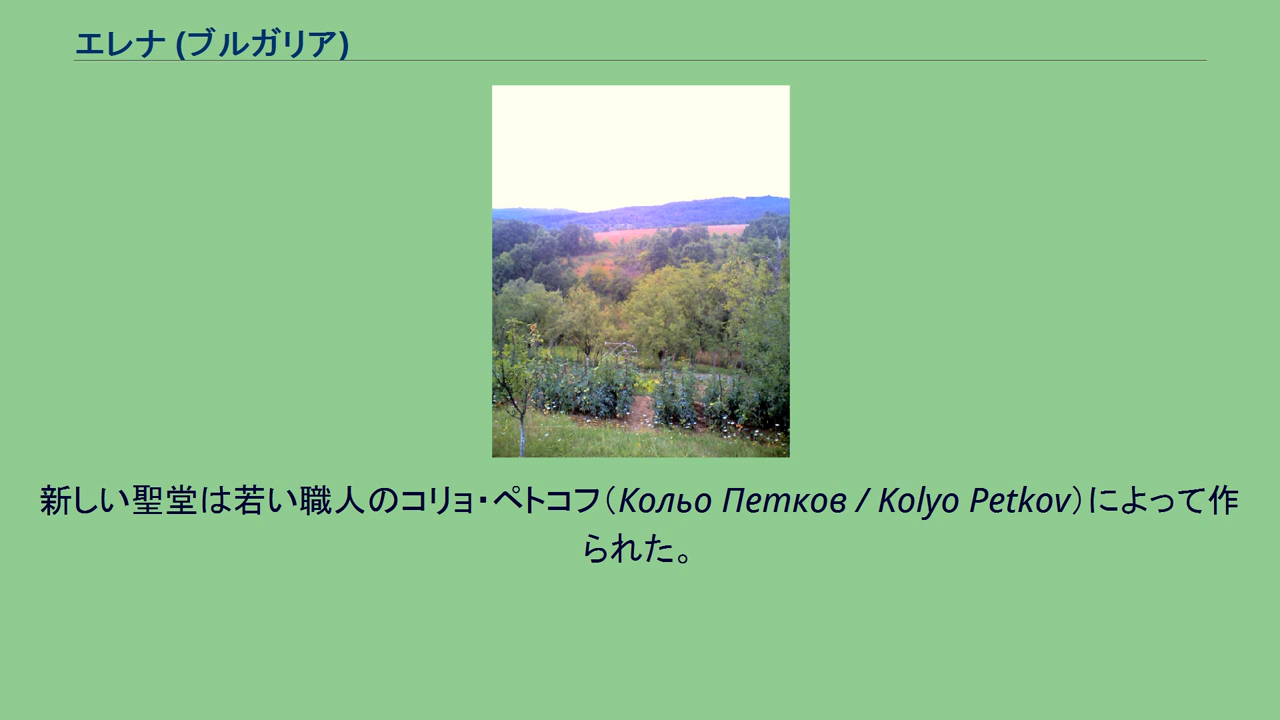 エレナ (ブルガリア)
新しい聖堂は若い職人のコリョ・ペトコフ（Кольо Петков / Kolyo Petkov）によって作
られた。